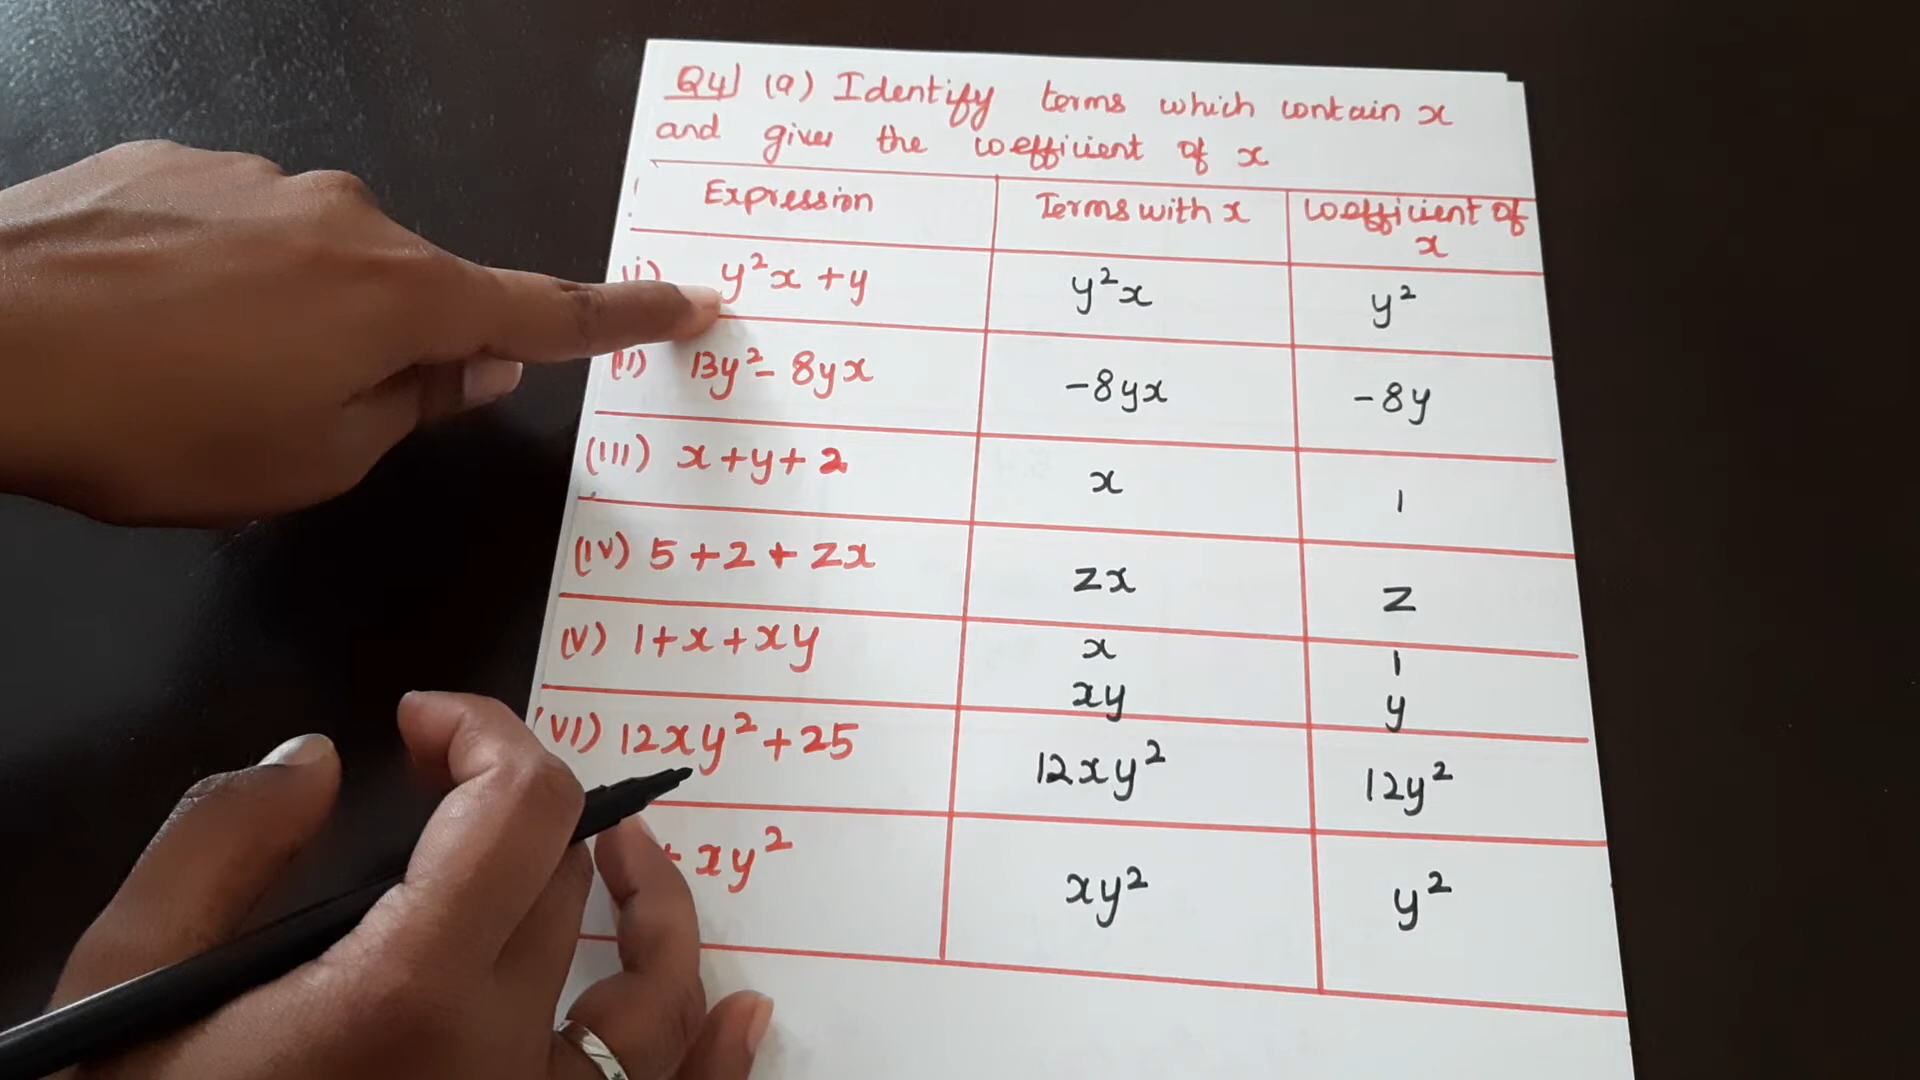 Q4) (a) Identify terms which contain x
and gives the coefficient of x
Expression Terms with x Coefficient of x
(i) y²x + y y²x y²
(ii) 13y² - 8yx -8yx -8y
(iii) x + y + 2 x 1
(iv) 5 + 2 + zx zx z
(v) 1 + x + xy x 1
xy y
(vi) 12xy² + 25 12xy² 12y²
+ xy² xy² y²